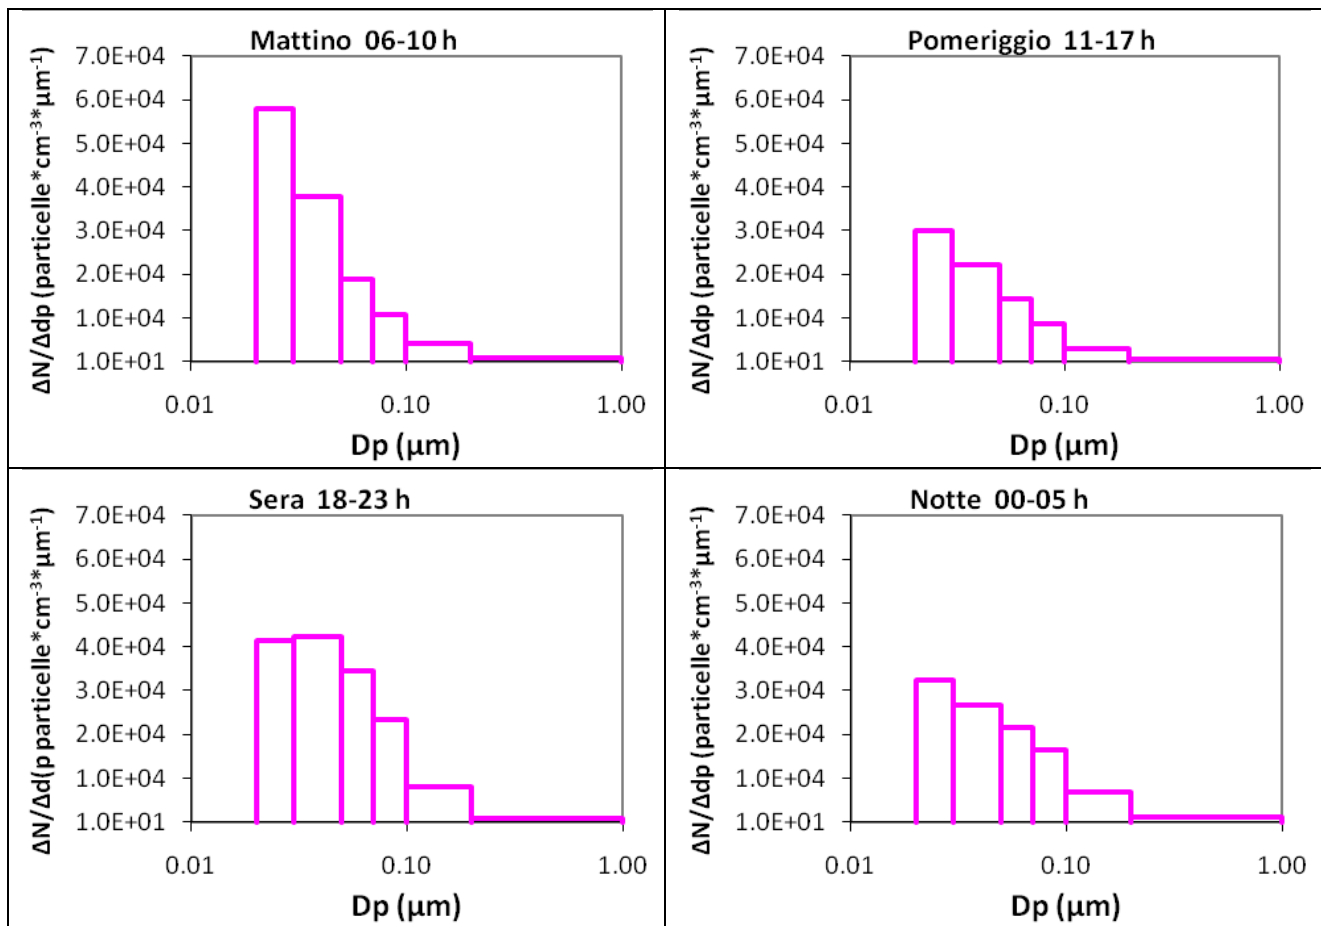 Mattino 06-10 h
ΔN/Δdp (particelle*cm-3*μm-1)
7.0E+04
6.0E+04
5.0E+04
4.0E+04
3.0E+04
2.0E+04
1.0E+04
1.0E+01
0.01 0.10 1.00
Dp (μm)
Pomeriggio 11-17 h
ΔN/Δdp (particelle*cm-3*μm-1)
7.0E+04
6.0E+04
5.0E+04
4.0E+04
3.0E+04
2.0E+04
1.0E+04
1.0E+01
0.01 0.10 1.00
Dp (μm)
Sera 18-23 h
ΔN/Δd(p particelle*cm-3*μm-1)
7.0E+04
6.0E+04
5.0E+04
4.0E+04
3.0E+04
2.0E+04
1.0E+04
1.0E+01
0.01 0.10 1.00
Dp (μm)
Notte 00-05 h
ΔN/Δdp (particelle*cm-3*μm-1)
7.0E+04
6.0E+04
5.0E+04
4.0E+04
3.0E+04
2.0E+04
1.0E+04
1.0E+01
0.01 0.10 1.00
Dp (μm)